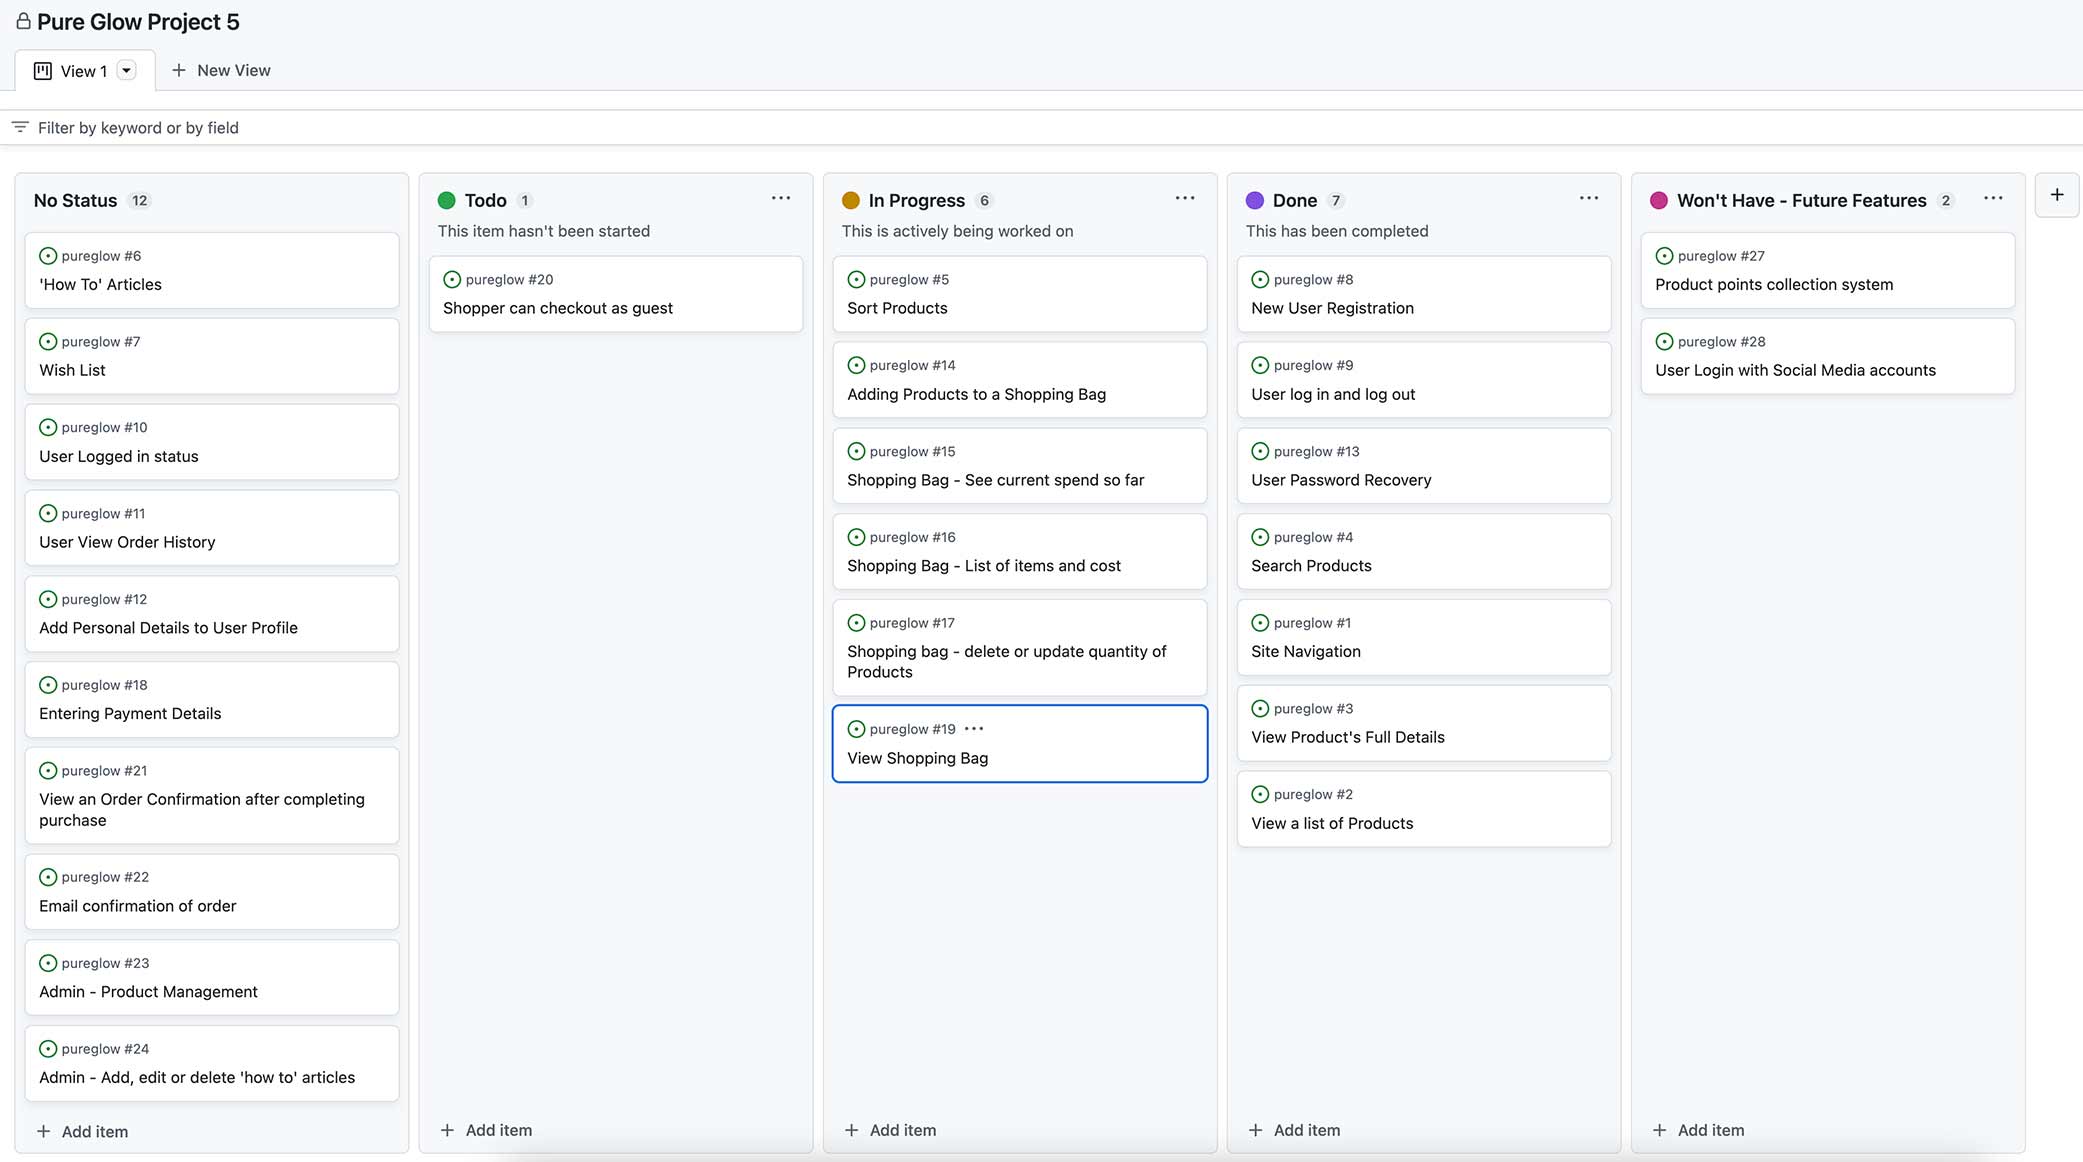 Pure Glow Project 5
View 1
New View
Filter by keyword or by field
No Status 12
pureglow #6
'How To' Articles
pureglow #7
Wish List
pureglow #10
User Logged in status
pureglow #11
User View Order History
pureglow #12
Add Personal Details to User Profile
pureglow #18
Entering Payment Details
pureglow #21
View an Order Confirmation after completing
purchase
pureglow #22
Email confirmation of order
pureglow #23
Admin - Product Management
pureglow #24
Admin - Add, edit or delete 'how to' articles
Add item
Todo 1
This item hasn't been started
pureglow #20
Shopper can checkout as guest
Add item
In Progress 6
This is actively being worked on
pureglow #5
Sort Products
pureglow #14
Adding Products to a Shopping Bag
pureglow #15
Shopping Bag - See current spend so far
pureglow #16
Shopping Bag - List of items and cost
pureglow #17
Shopping bag - delete or update quantity of
Products
pureglow #19
View Shopping Bag
Add item
Done 7
This has been completed
pureglow #8
New User Registration
pureglow #9
User log in and log out
pureglow #13
User Password Recovery
pureglow #4
Search Products
pureglow #1
Site Navigation
pureglow #3
View Product's Full Details
pureglow #2
View a list of Products
Add item
Won't Have - Future Features 2
pureglow #27
Product points collection system
pureglow #28
User Login with Social Media accounts
Add item